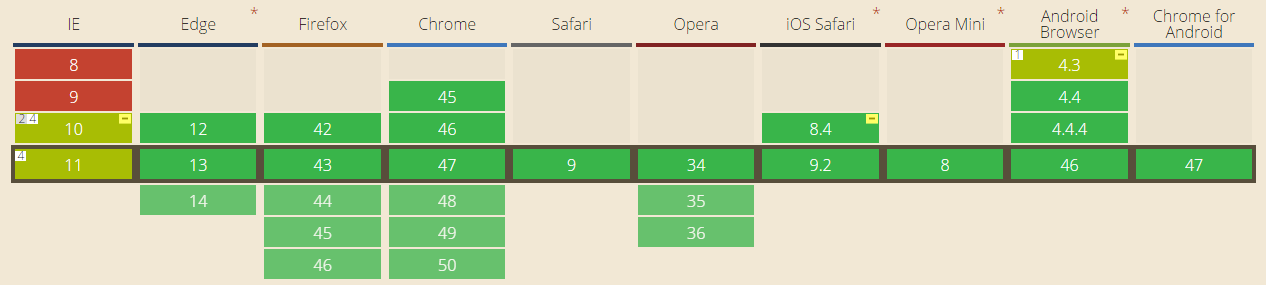 IE Edge * Firefox Chrome Safari Opera iOS Safari * Opera Mini * Android Browser * Chrome for Android
8 1 4.3 -
9 45 4.4
2 4 10 - 12 42 46 8.4 - 4.4.4
4 11 13 43 47 9 34 9.2 8 46 47
14 44 48 35
45 49 36
46 50